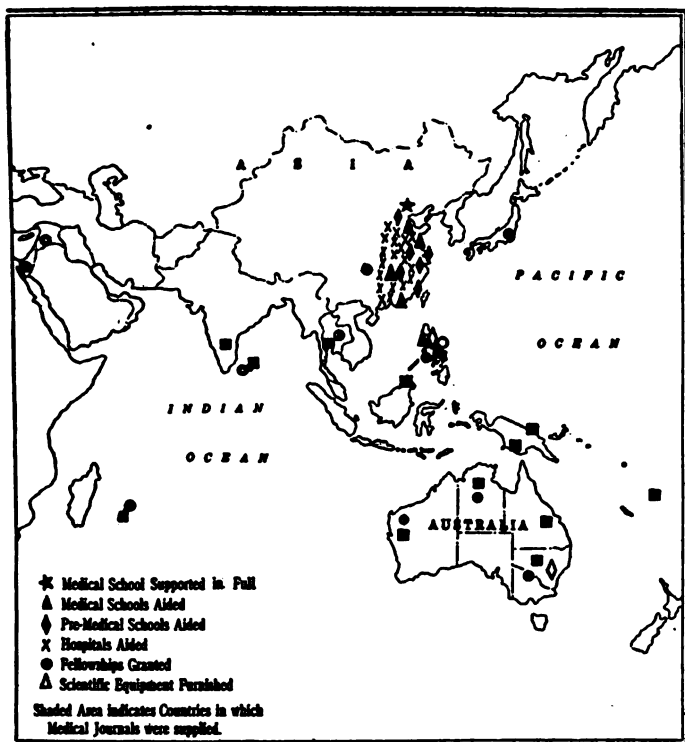 ASIA
PACIFIC
OCEAN
INDIAN
OCEAN
AUSTRALIA
Medical School Supported in Full
Medical Schools Aided
Pre-Medical Schools Aided
Hospitals Aided
Fellowships Granted
Scientific Equipment Furnished
Shaded Area indicates Countries in which
Medical Journals were supplied.